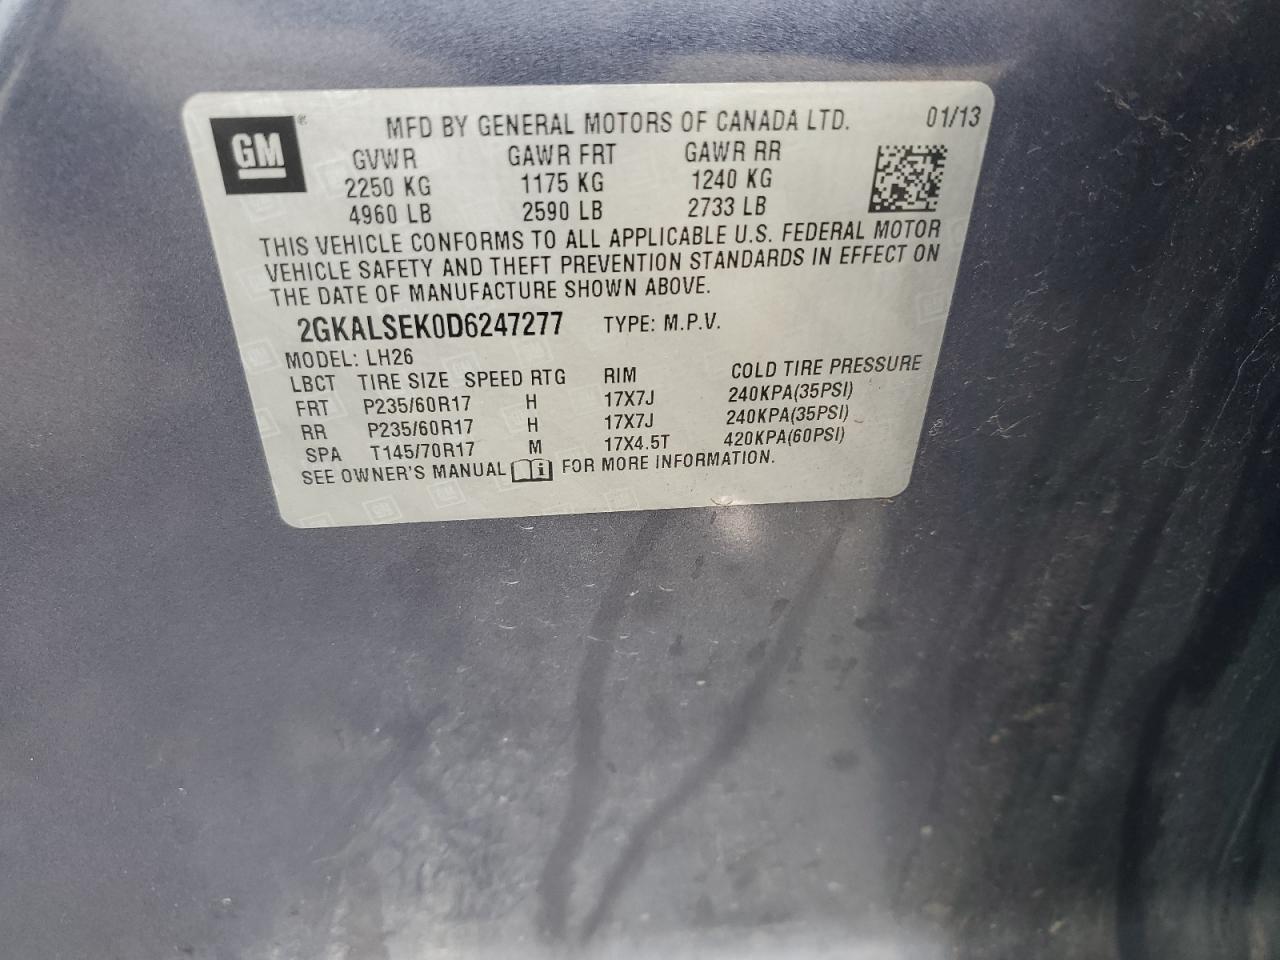 GM ® MFD BY GENERAL MOTORS OF CANADA LTD. 01/13
GVWR GAWR FRT GAWR RR
2250 KG 1175 KG 1240 KG
4960 LB 2590 LB 2733 LB
THIS VEHICLE CONFORMS TO ALL APPLICABLE U.S. FEDERAL MOTOR
VEHICLE SAFETY AND THEFT PREVENTION STANDARDS IN EFFECT ON
THE DATE OF MANUFACTURE SHOWN ABOVE.
2GKALSEK0D6247277 TYPE: M.P.V.
MODEL: LH26
LBCT TIRE SIZE SPEED RTG RIM COLD TIRE PRESSURE
FRT P235/60R17 H 17X7J 240KPA(35PSI)
RR P235/60R17 H 17X7J 240KPA(35PSI)
SPA T145/70R17 M 17X4.5T 420KPA(60PSI)
SEE OWNER'S MANUAL i FOR MORE INFORMATION.